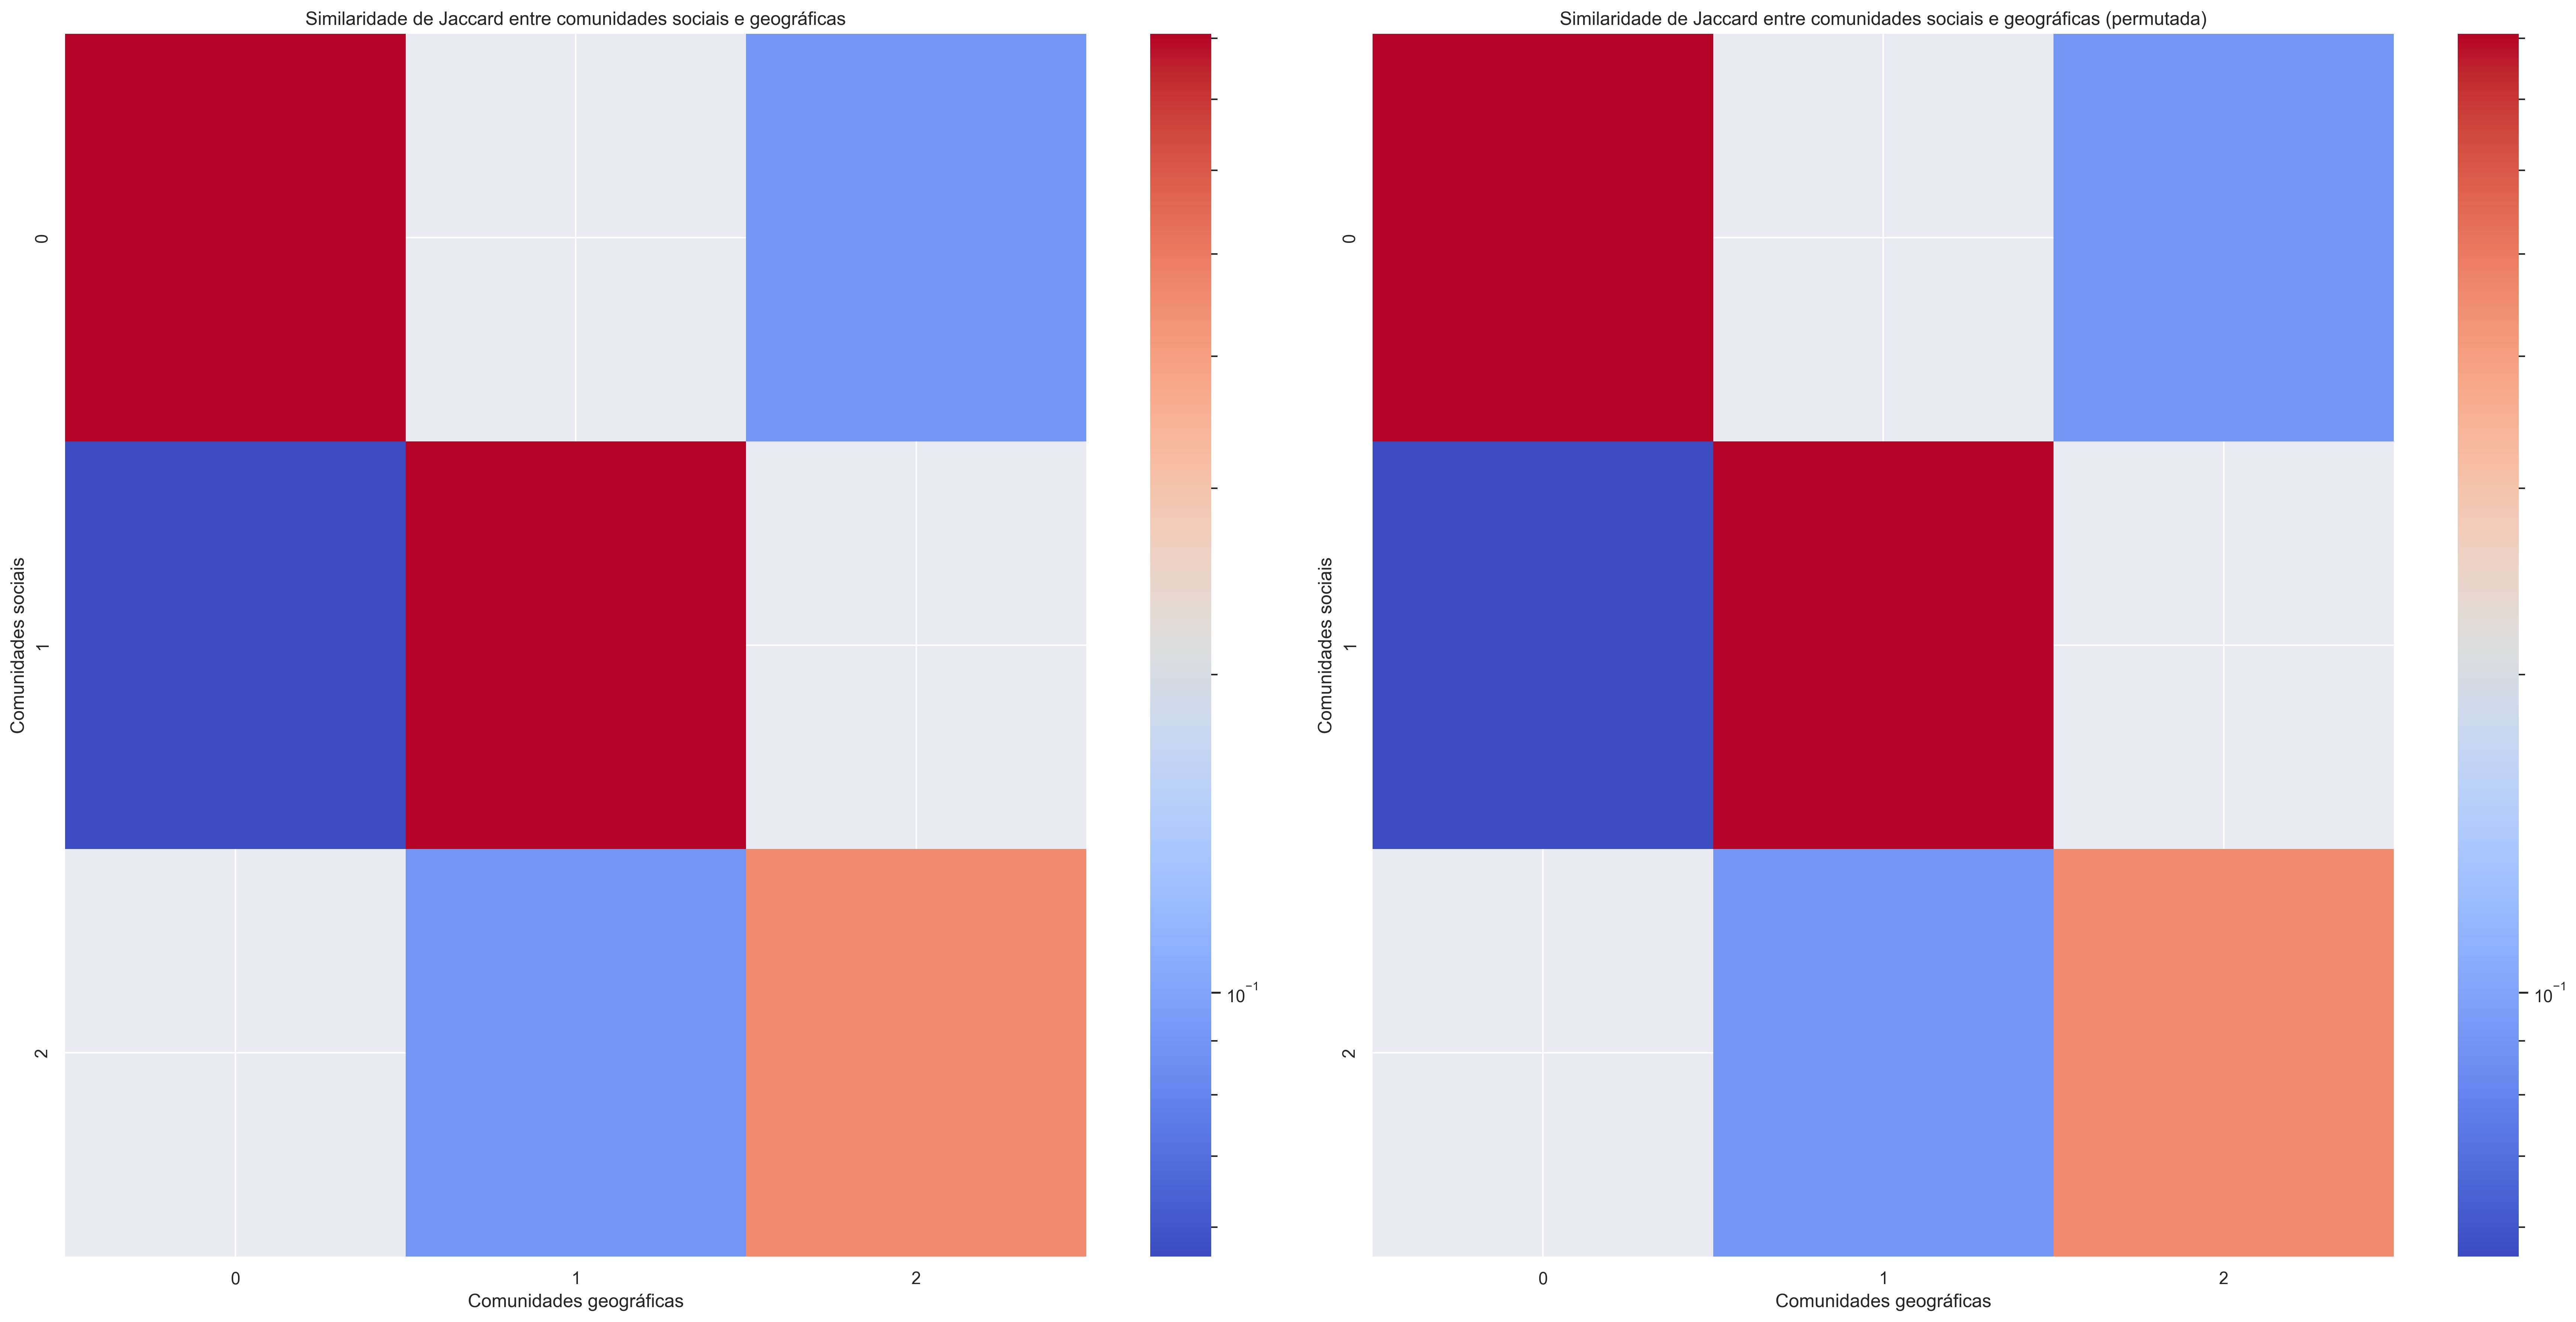 Similaridade de Jaccard entre comunidades sociais e geográficas
0
1
2
Comunidades sociais
0
1
2
Comunidades geográficas
10⁻¹
Similaridade de Jaccard entre comunidades sociais e geográficas (permutada)
0
1
2
Comunidades sociais
0
1
2
Comunidades geográficas
10⁻¹